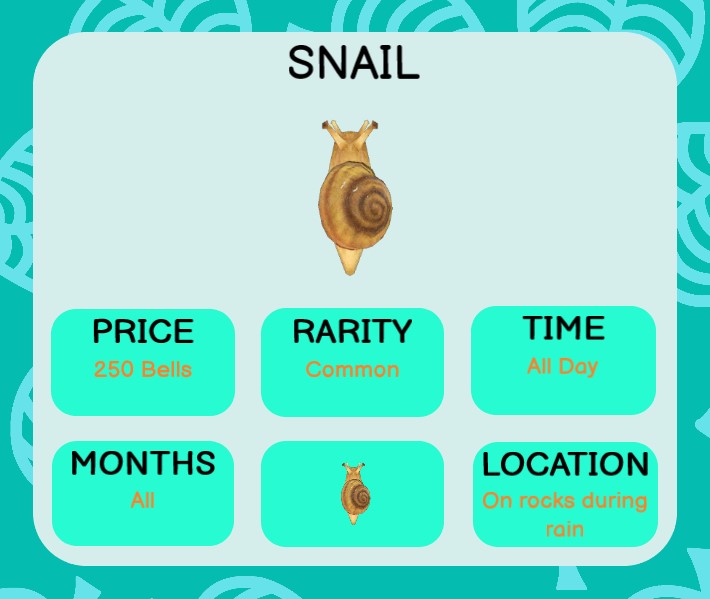 SNAIL
PRICE
250 Bells
RARITY
Common
TIME
All Day
MONTHS
All
LOCATION
On rocks during
rain